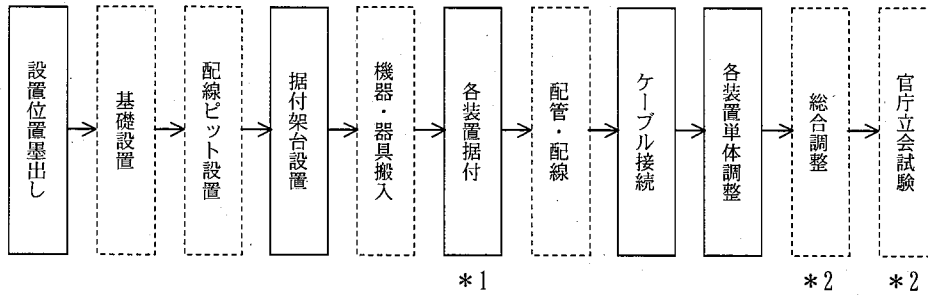 設置位置墨出し
基礎設置
配線ピット設置
据付架台設置
機器・器具搬入
各装置据付
配管・配線
ケーブル接続
各装置単体調整
総合調整
官庁立会試験
*1
*2
*2